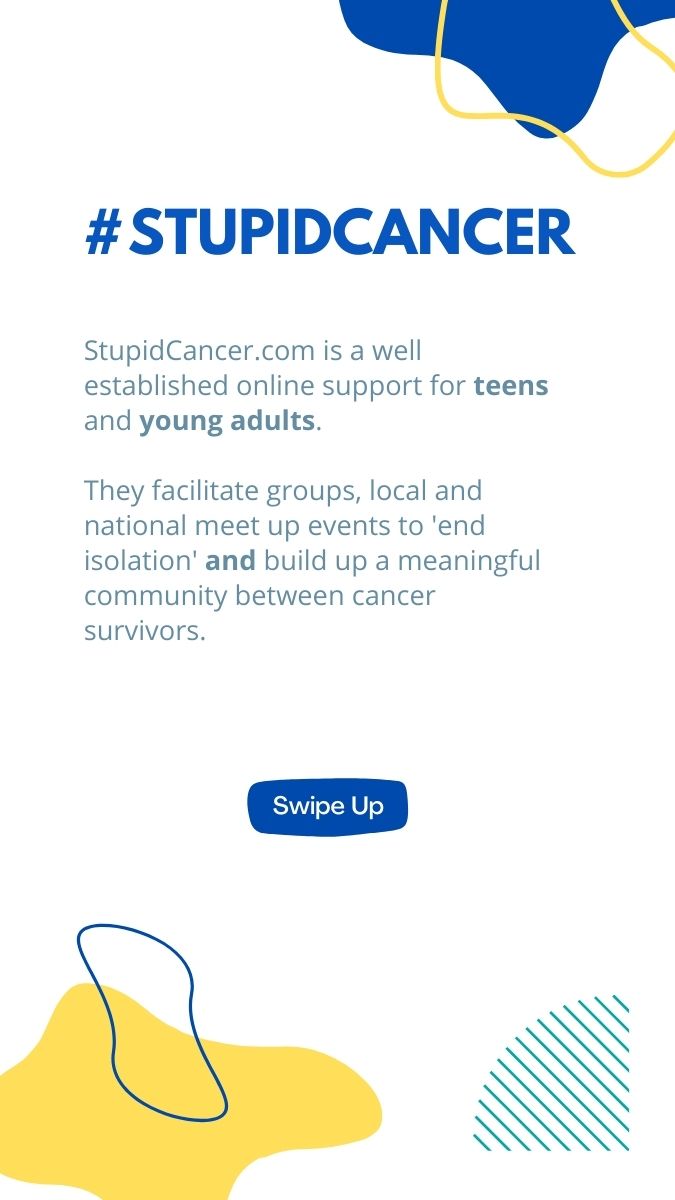 #STUPIDCANCER
StupidCancer.com is a well
established online support for teens
and young adults.
They facilitate groups, local and
national meet up events to 'end
isolation' and build up a meaningful
community between cancer
survivors.
Swipe Up